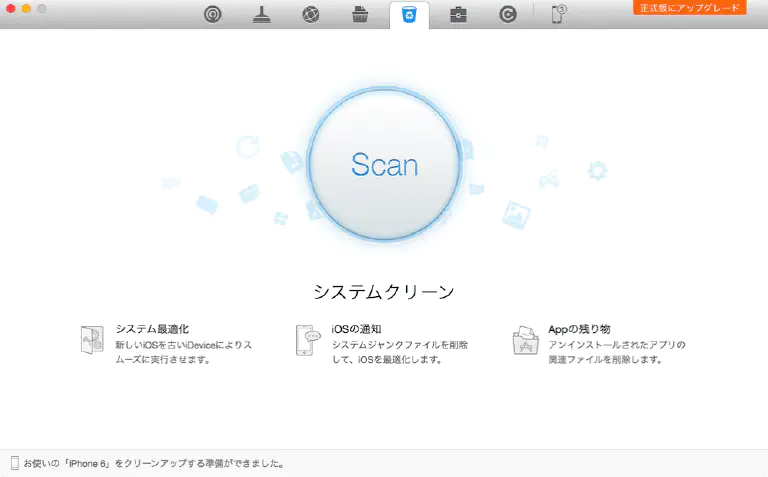 正式版にアップグレード
Scan
システムクリーン
システム最適化
新しいiOSを古いiDeviceによりス
ムーズに実行させます。
iOSの通知
システムジャンクファイルを削除
して、iOSを最適化します。
Appの残り物
アンインストールされたアプリの
関連ファイルを削除します。
お使いの「iPhone 6」をクリーンアップする準備ができました。